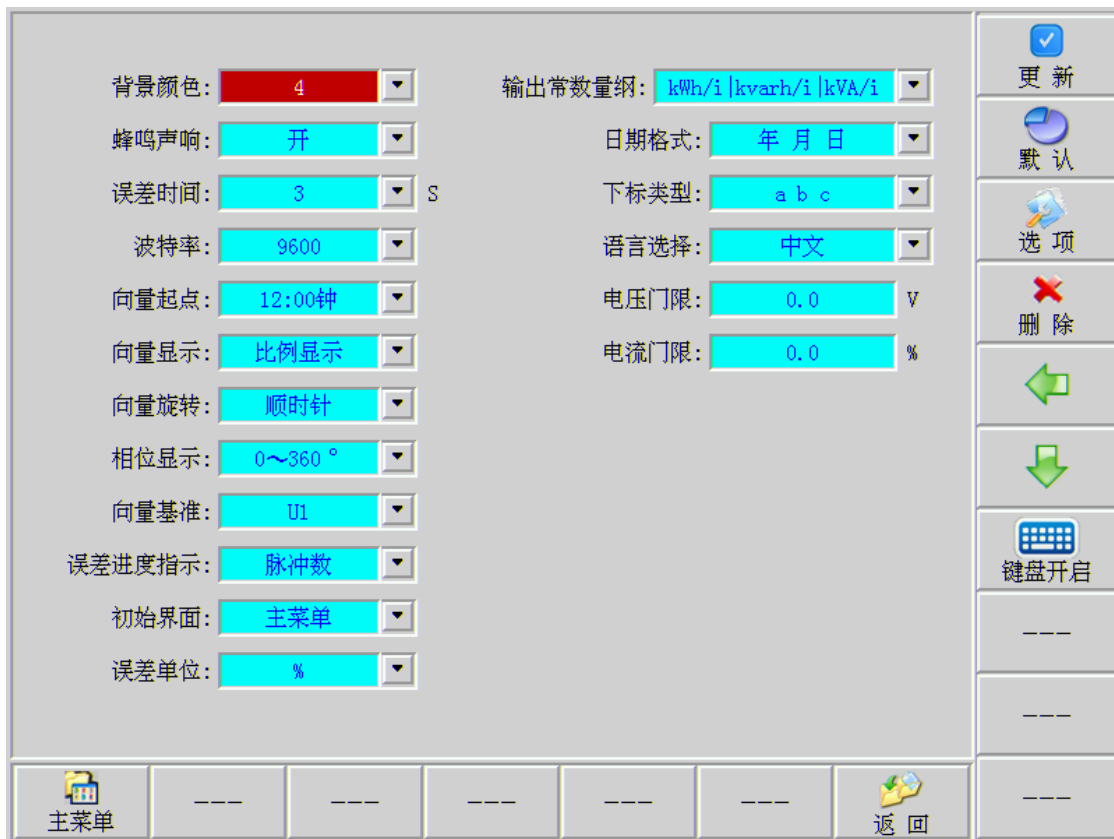 背景颜色: 4
蜂鸣声响: 开
误差时间: 3 S
波特率: 9600
向量起点: 12:00钟
向量显示: 比例显示
向量旋转: 顺时针
相位显示: 0～360°
向量基准: U1
误差进度指示: 脉冲数
初始界面: 主菜单
误差单位: %
输出常数量纲: kWh/i|kvarh/i|kVA/i
日期格式: 年 月 日
下标类型: a b c
语言选择: 中文
电压门限: 0.0 V
电流门限: 0.0 %
更 新
默 认
选 项
删 除
键盘开启
---
---
---
主菜单
---
---
---
---
---
返 回